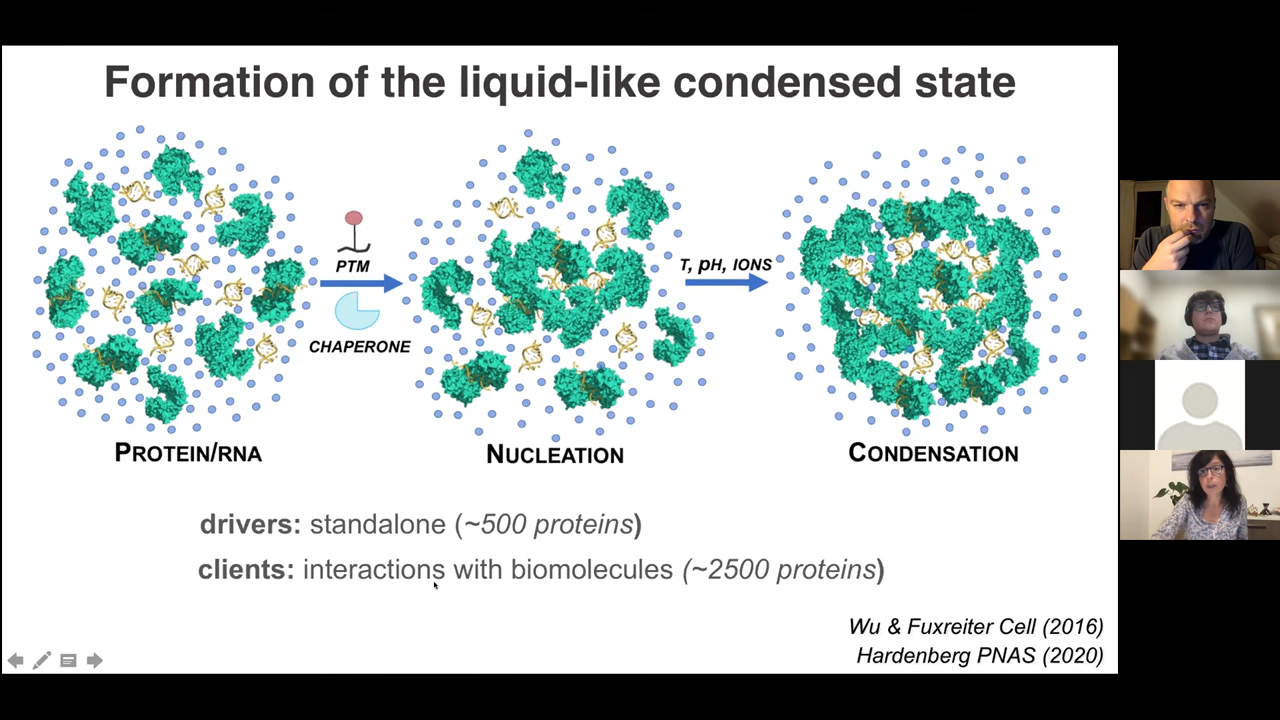 Formation of the liquid-like condensed state
PTM
CHAPERONE
T, pH, IONS
PROTEIN/RNA
NUCLEATION
CONDENSATION
drivers: standalone (~500 proteins)
clients: interactions with biomolecules (~2500 proteins)
Wu & Fuxreiter Cell (2016)
Hardenberg PNAS (2020)